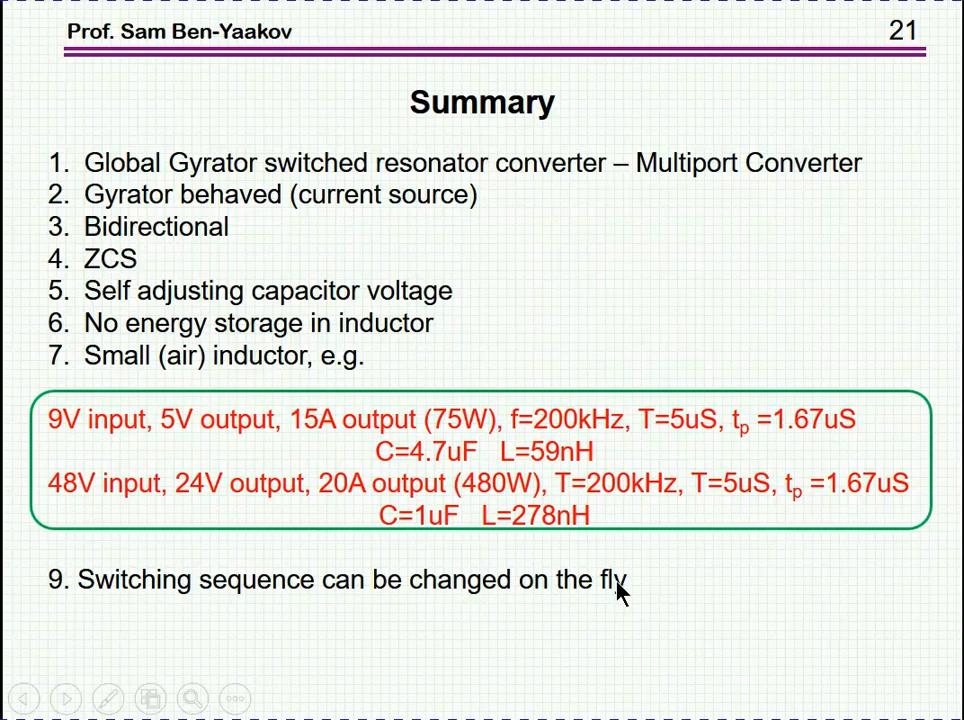 Prof. Sam Ben-Yaakov
21
Summary
1. Global Gyrator switched resonator converter – Multiport Converter
2. Gyrator behaved (current source)
3. Bidirectional
4. ZCS
5. Self adjusting capacitor voltage
6. No energy storage in inductor
7. Small (air) inductor, e.g.
9V input, 5V output, 15A output (75W), f=200kHz, T=5uS, tp =1.67uS
C=4.7uF L=59nH
48V input, 24V output, 20A output (480W), T=200kHz, T=5uS, tp =1.67uS
C=1uF L=278nH
9. Switching sequence can be changed on the fly